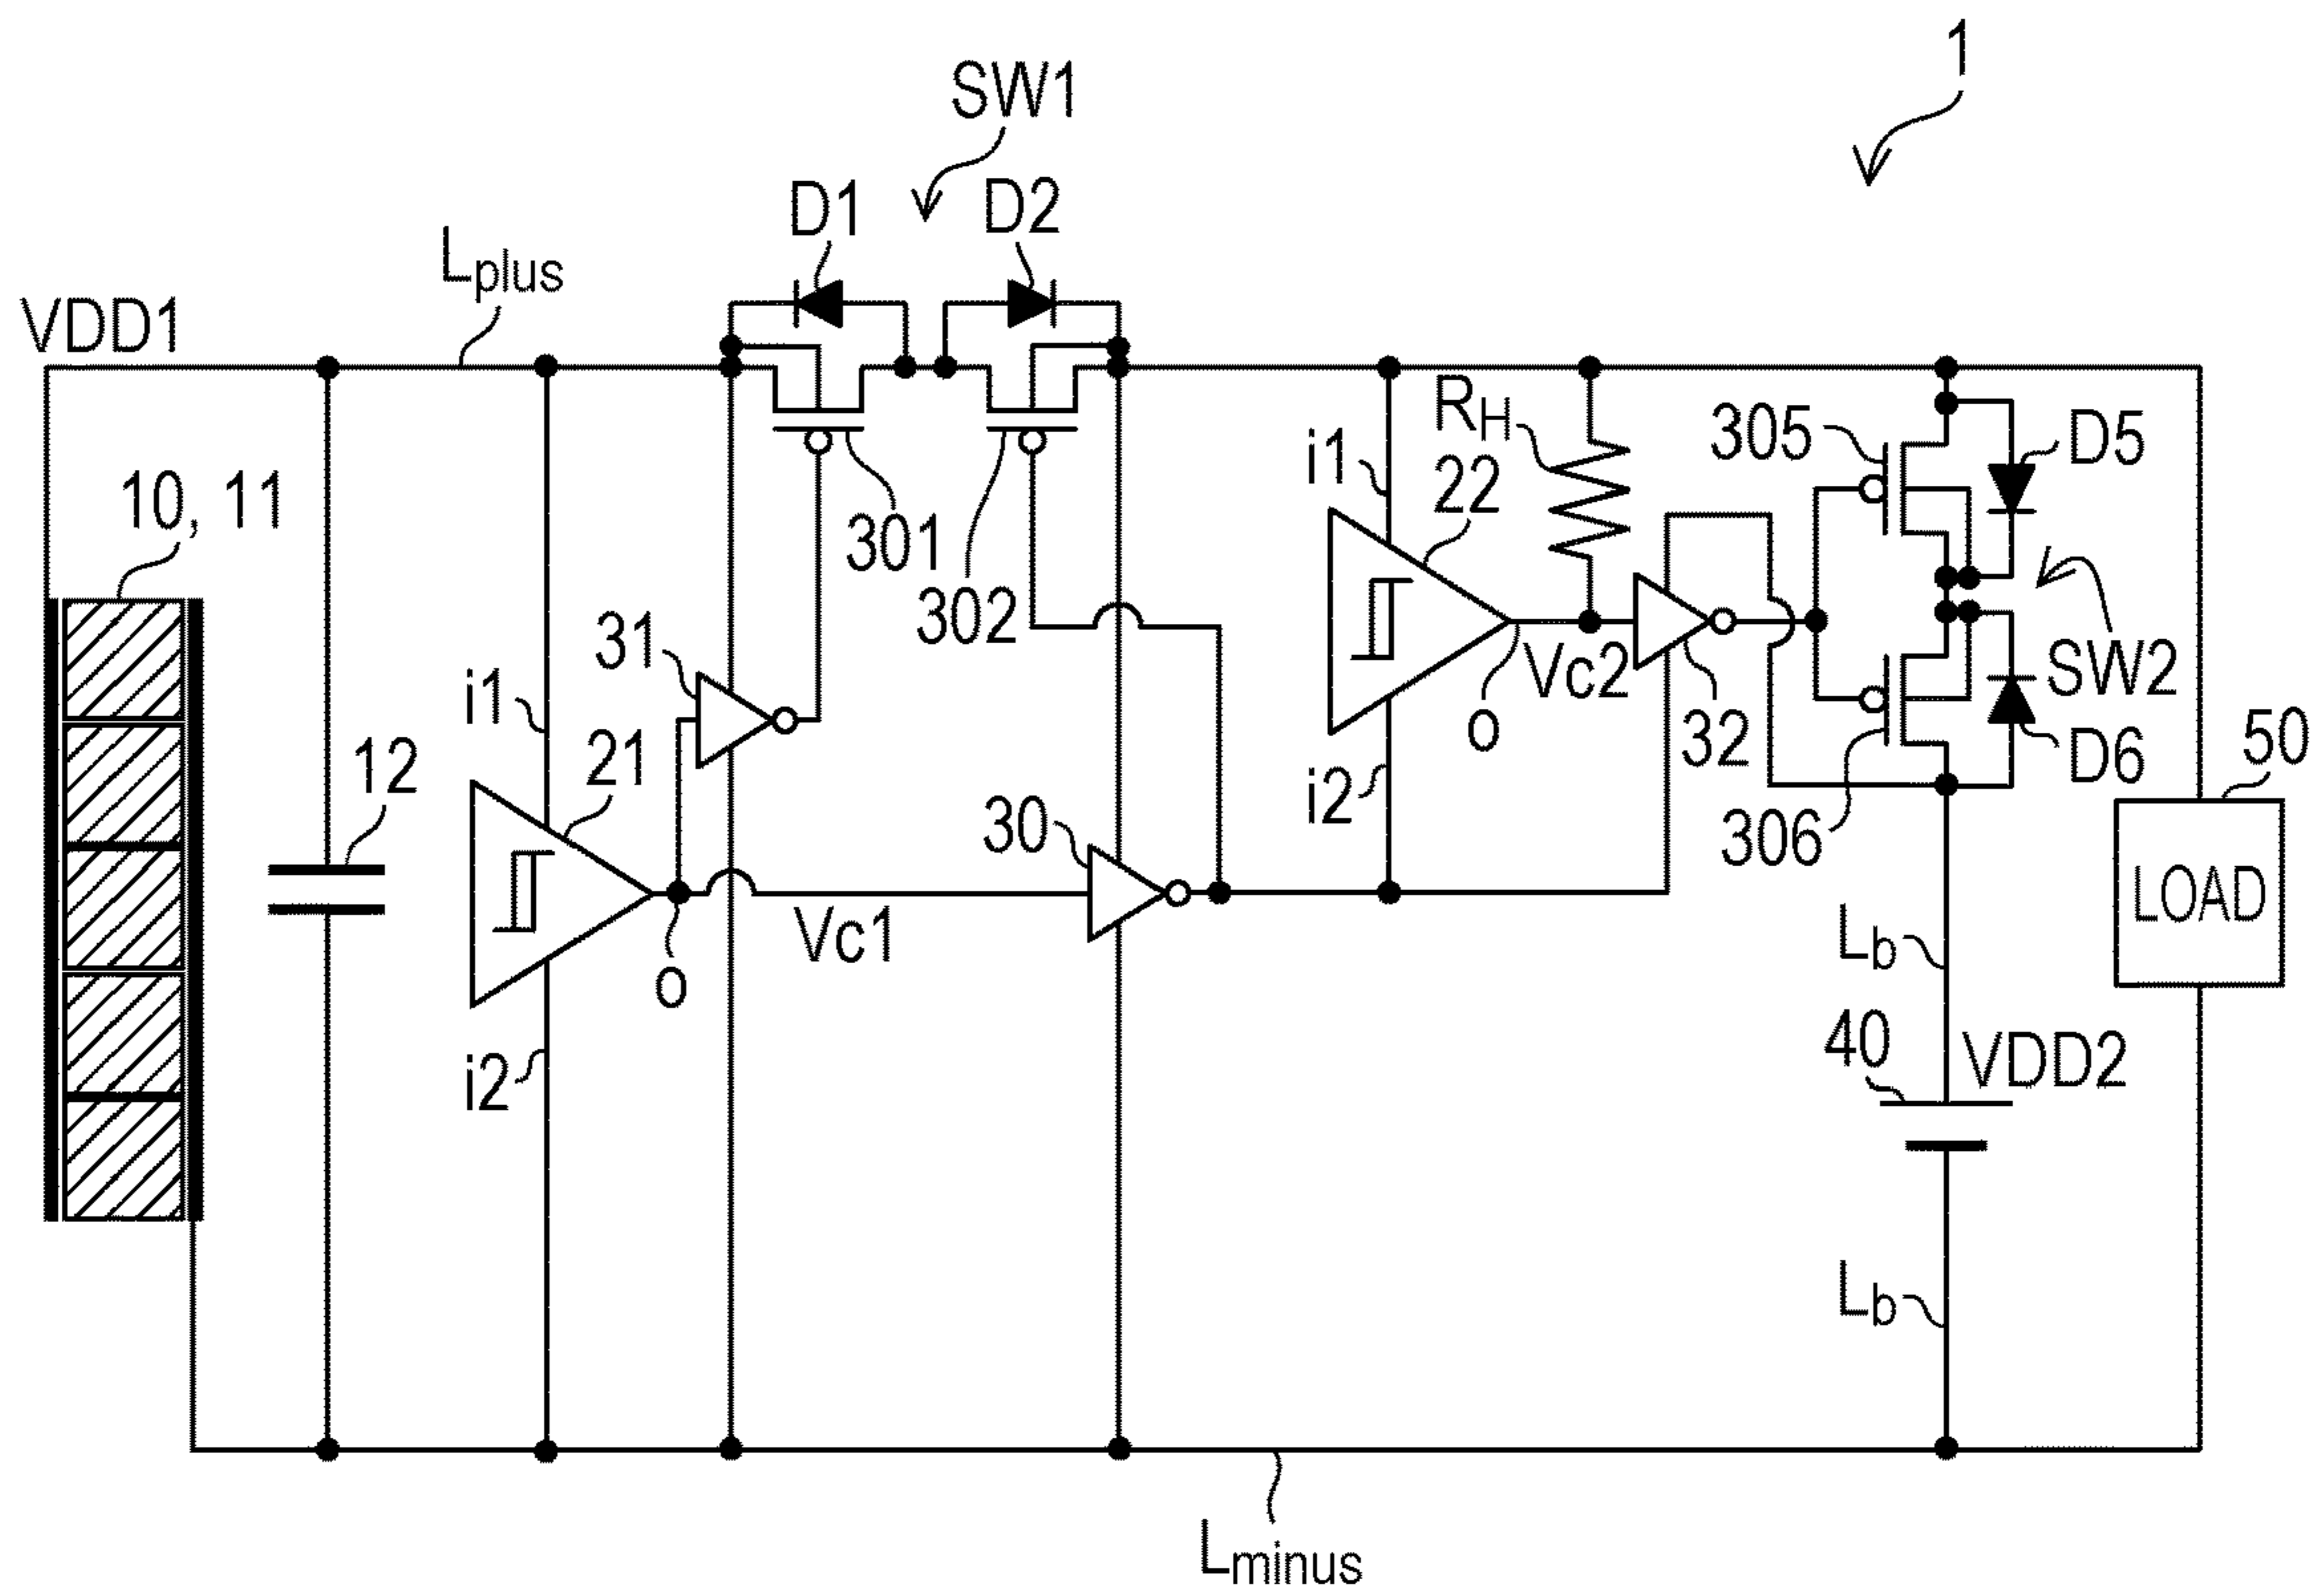 1
SW1
D1
D2
Lplus
VDD1
RH
i1
305
D5
10, 11
22
301
302
31
SW2
Vc2
i1
o
32
50
21
12
i2
D6
30
306
LOAD
Vc1
Lb
o
40
VDD2
i2
Lb
Lminus